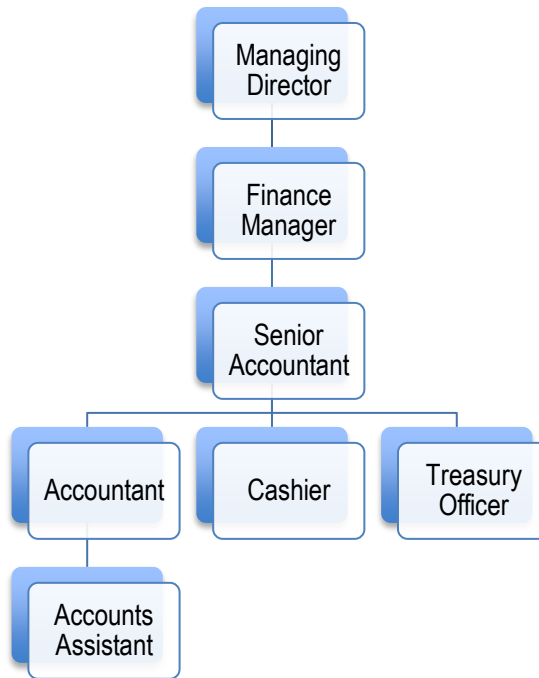 Managing
Director
Finance
Manager
Senior
Accountant
Accountant
Cashier
Treasury
Officer
Accounts
Assistant